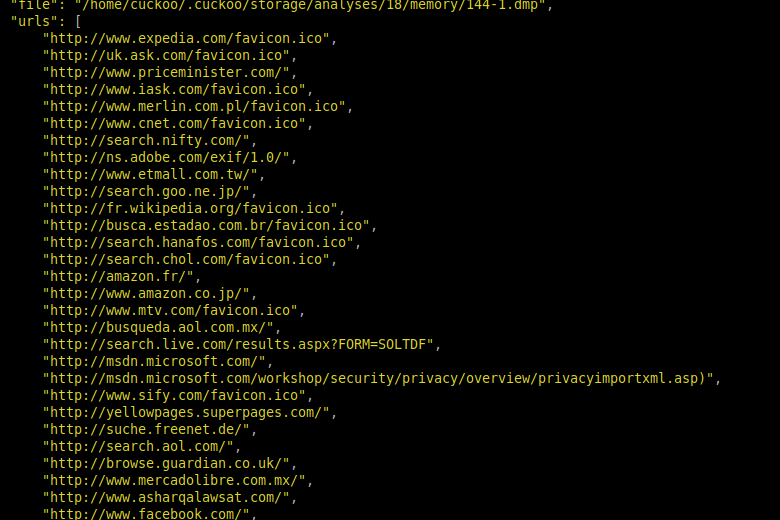 "file": "/home/cuckoo/.cuckoo/storage/analyses/18/memory/144-1.dmp",
"urls": [
"http://www.expedia.com/favicon.ico",
"http://uk.ask.com/favicon.ico",
"http://www.priceminister.com/",
"http://www.iask.com/favicon.ico",
"http://www.merlin.com.pl/favicon.ico",
"http://www.cnet.com/favicon.ico",
"http://search.nifty.com/",
"http://ns.adobe.com/exif/1.0/",
"http://www.etmall.com.tw/",
"http://search.goo.ne.jp/",
"http://fr.wikipedia.org/favicon.ico",
"http://busca.estadao.com.br/favicon.ico",
"http://search.hanafos.com/favicon.ico",
"http://search.chol.com/favicon.ico",
"http://amazon.fr/",
"http://www.amazon.co.jp/",
"http://www.mtv.com/favicon.ico",
"http://busqueda.aol.com.mx/",
"http://search.live.com/results.aspx?FORM=SOLTDF",
"http://msdn.microsoft.com/",
"http://msdn.microsoft.com/workshop/security/privacy/overview/privacyimportxml.asp)",
"http://www.sify.com/favicon.ico",
"http://yellowpages.superpages.com/",
"http://suche.freenet.de/",
"http://search.aol.com/",
"http://browse.guardian.co.uk/",
"http://www.mercadolibre.com.mx/",
"http://www.asharqalawsat.com/",
"http://www.facebook.com/",